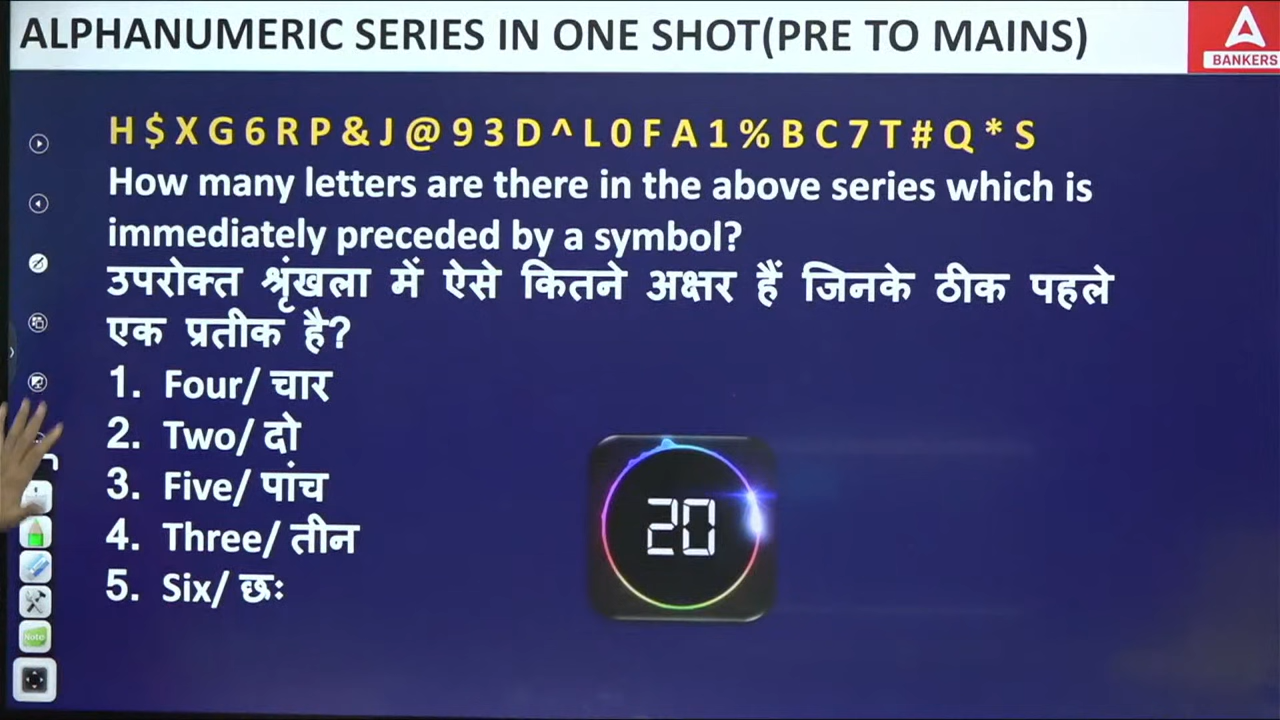 ALPHANUMERIC SERIES IN ONE SHOT(PRE TO MAINS)
BANKERS
H $ X G 6 R P & J @ 9 3 D ^ L 0 F A 1 % B C 7 T # Q * S
How many letters are there in the above series which is
immediately preceded by a symbol?
उपरोक्त श्रृंखला में ऐसे कितने अक्षर हैं जिनके ठीक पहले
एक प्रतीक है?
1. Four/ चार
2. Two/ दो
3. Five/ पांच
4. Three/ तीन
5. Six/ छः
20
Note